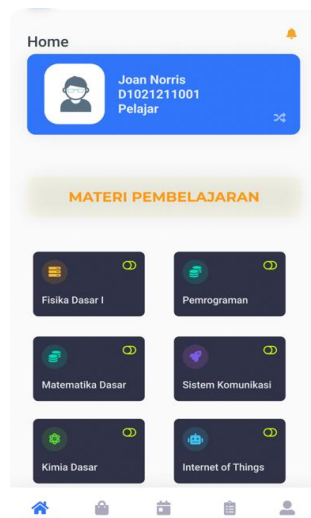 Home
Joan Norris
D1021211001
Pelajar
MATERI PEMBELAJARAN
Fisika Dasar I
Pemrograman
Matematika Dasar
Sistem Komunikasi
Kimia Dasar
Internet of Things